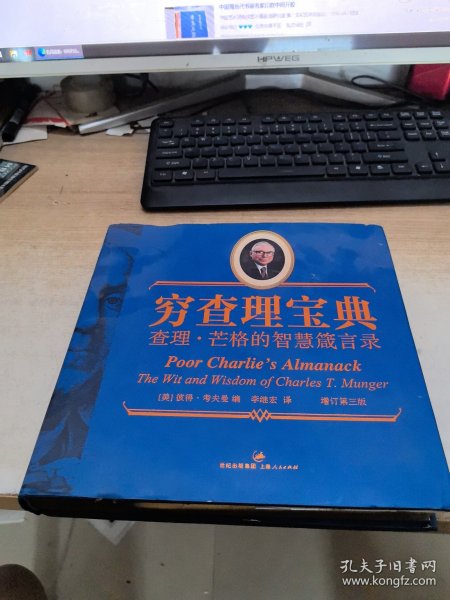 HPWEG
穷查理宝典
查理·芒格的智慧箴言录
Poor Charlie's Almanack
The Wit and Wisdom of Charles T. Munger
[美]彼得·考夫曼 编 李继宏 译 增订第三版
世纪出版集团 上海人民出版社
孔夫子旧书网
www.kongfz.com